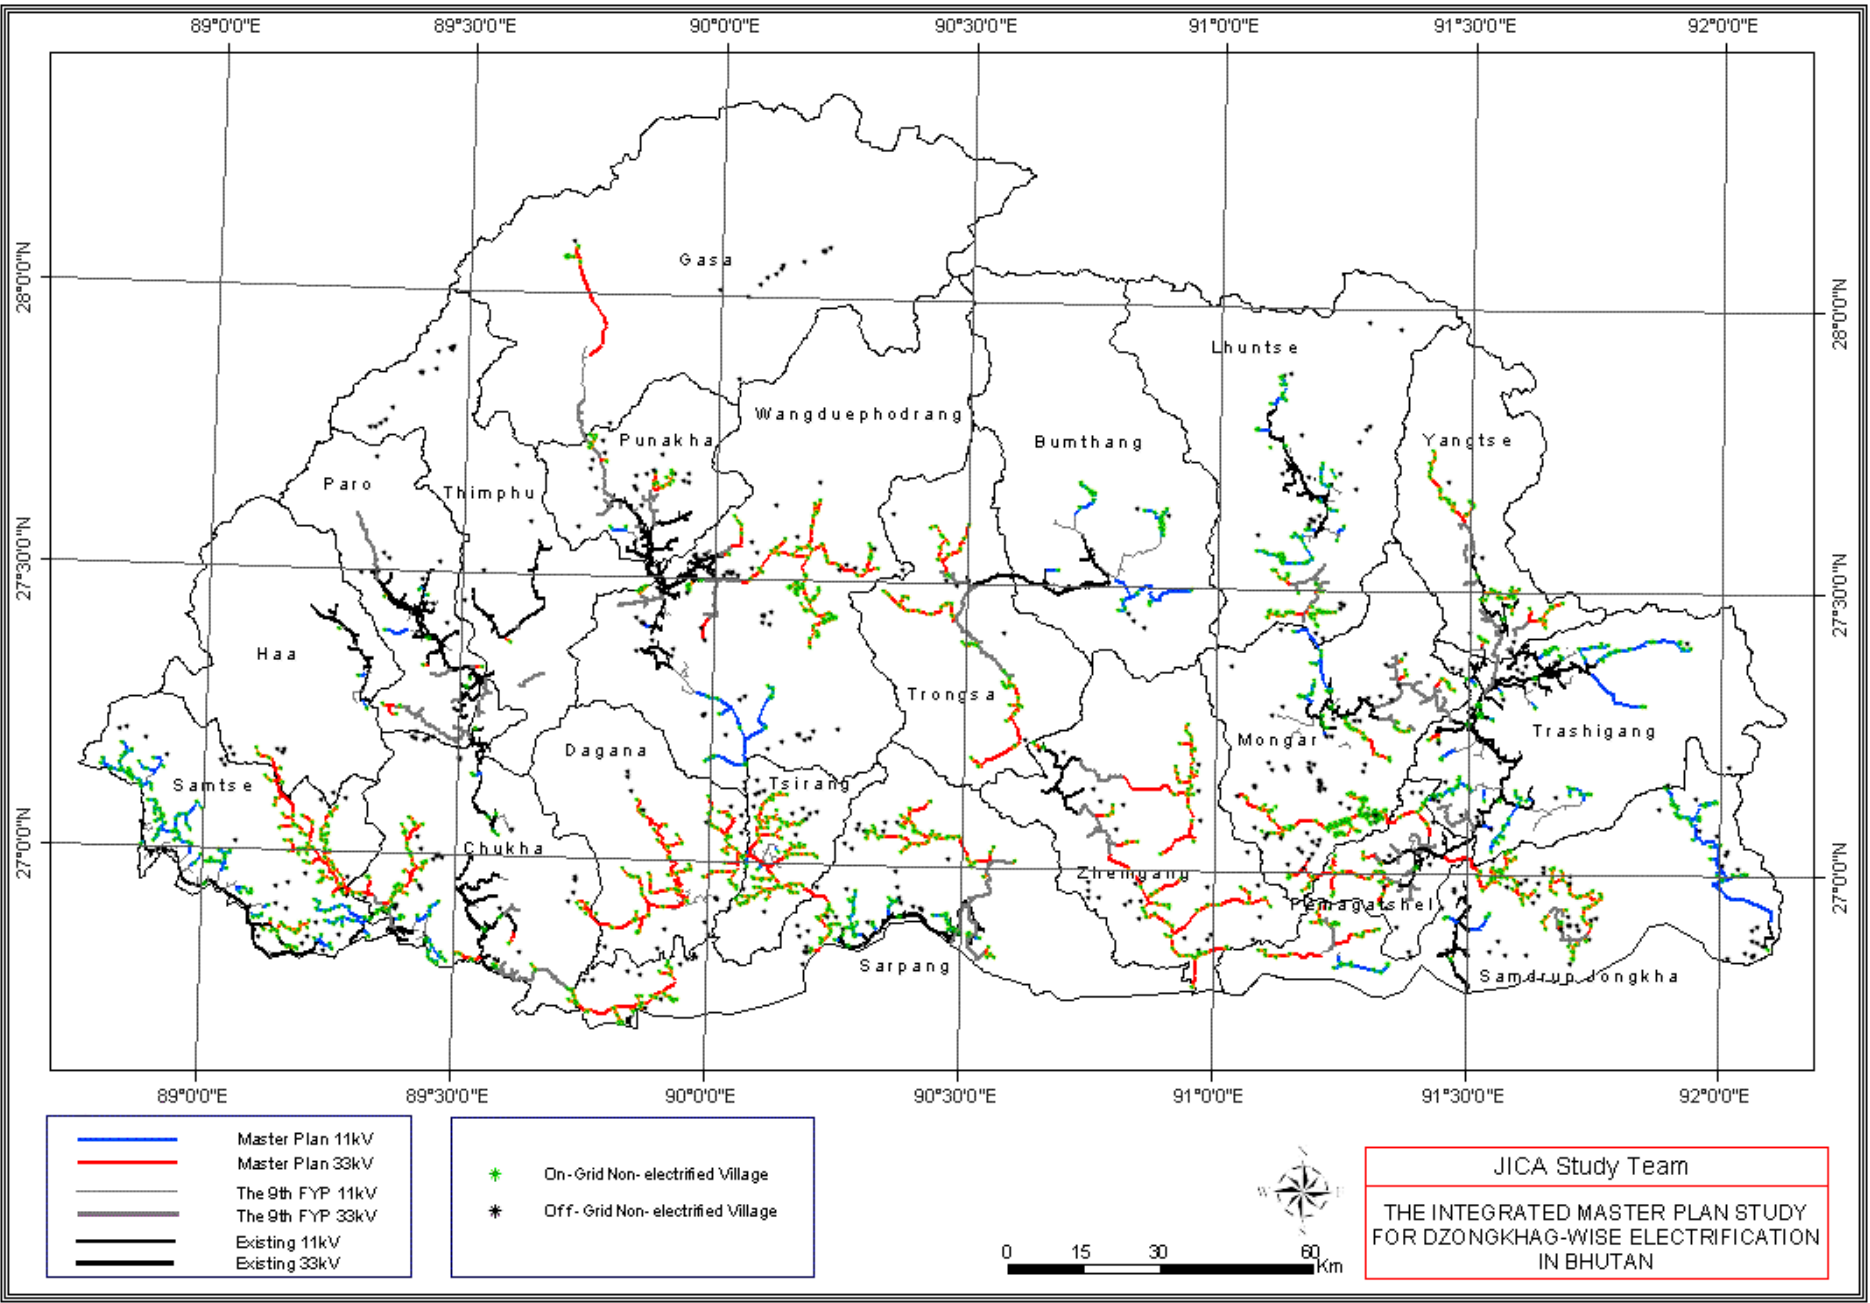 89°0'0"E 89°30'0"E 90°0'0"E 90°30'0"E 91°0'0"E 91°30'0"E 92°0'0"E
28°0'0"N
28°0'0"N
27°30'0"N
27°30'0"N
27°0'0"N
27°0'0"N
Gasa
Lhuntse
Wangduephodrang
Punakha
Bumthang
Yangtse
Paro
Thimphu
Haa
Trongsa
Trashigang
Mongar
Dagana
Samtse
Tsirang
Chukha
Zhemgang
Pemagatshel
Sarpang
Samdrup Jongkha
89°0'0"E 89°30'0"E 90°0'0"E 90°30'0"E 91°0'0"E 91°30'0"E 92°0'0"E
Master Plan 11kV
Master Plan 33kV
The 9th FYP 11kV
The 9th FYP 33kV
Existing 11kV
Existing 33kV
On-Grid Non-electrified Village
Off-Grid Non-electrified Village
N
W E
0 15 30 60
Km
JICA Study Team
THE INTEGRATED MASTER PLAN STUDY
FOR DZONGKHAG-WISE ELECTRIFICATION
IN BHUTAN